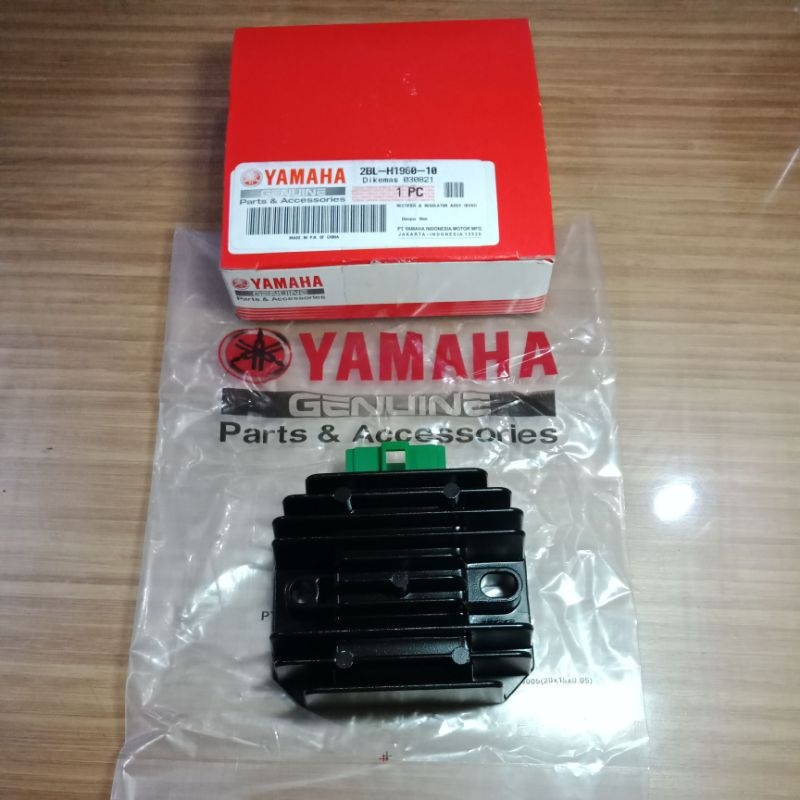 YAMAHA
GENUINE
Parts & Accessories
2BL-H1960-10
Dikemas 030821
1 PC
RECTIFIER & REGULATOR ASSY
MADE IN P.R. OF CHINA
PT YAMAHA INDONESIA MOTOR MFG
JAKARTA-INDONESIA 13920
YAMAHA
GENUINE
Parts & Accessories
YAMAHA
GENUINE
Parts & Accessories